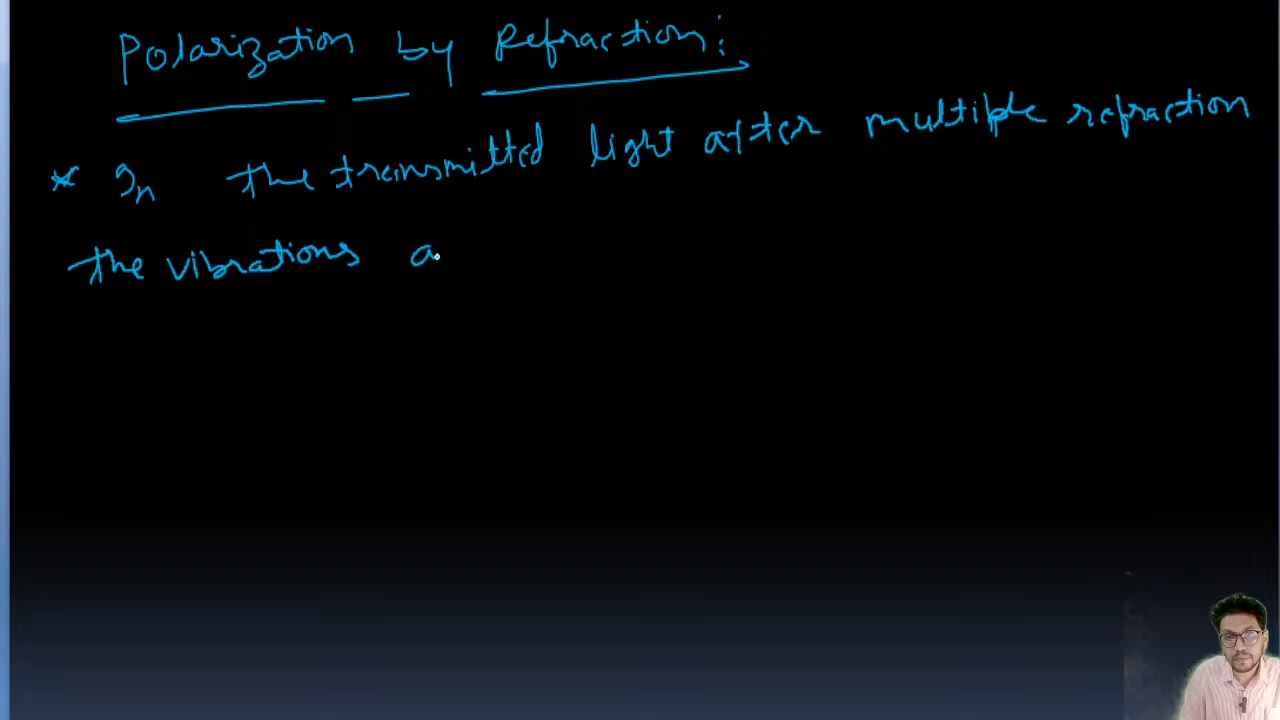 Polarization by Refraction:
* In the transmitted light after multiple refraction
the vibrations a